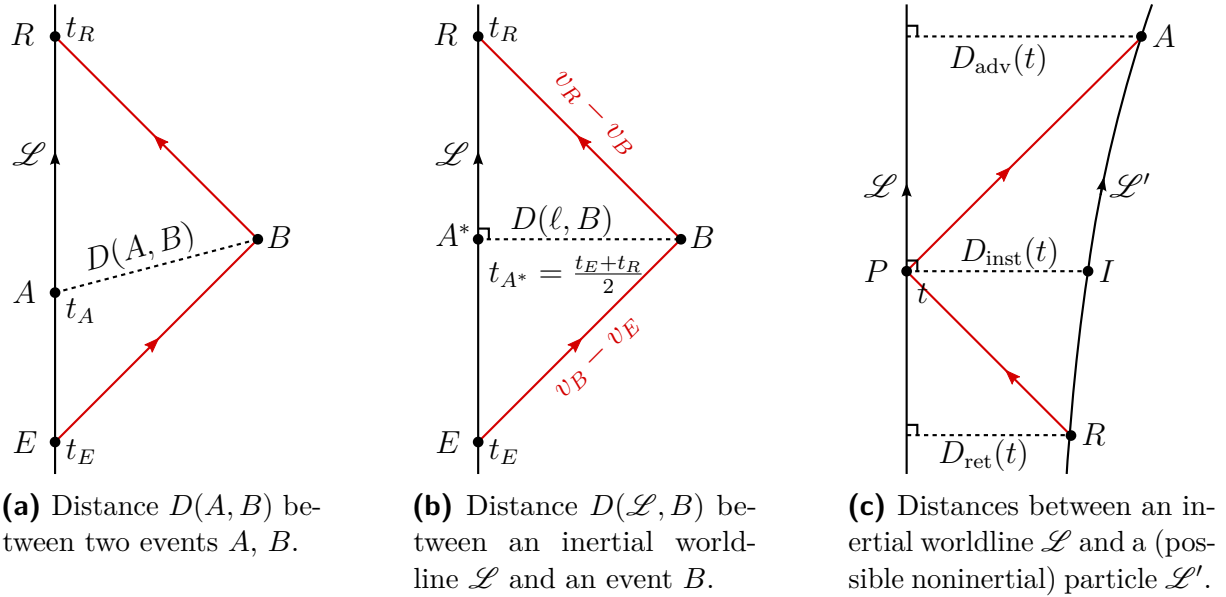 R
t_R
ℒ
D(A, B)
B
A
t_A
E
t_E
(a) Distance D(A, B) be-
tween two events A, B.
R
t_R
v_R − v_B
ℒ
A*
D(ℓ, B)
B
t_{A*} = \frac{t_E+t_R}{2}
v_B − v_E
E
t_E
(b) Distance D(ℒ, B) be-
tween an inertial world-
line ℒ and an event B.
A
D_adv(t)
ℒ
ℒ′
D_inst(t)
P
I
t
R
D_ret(t)
(c) Distances between an in-
ertial worldline ℒ and a (pos-
sible noninertial) particle ℒ′.